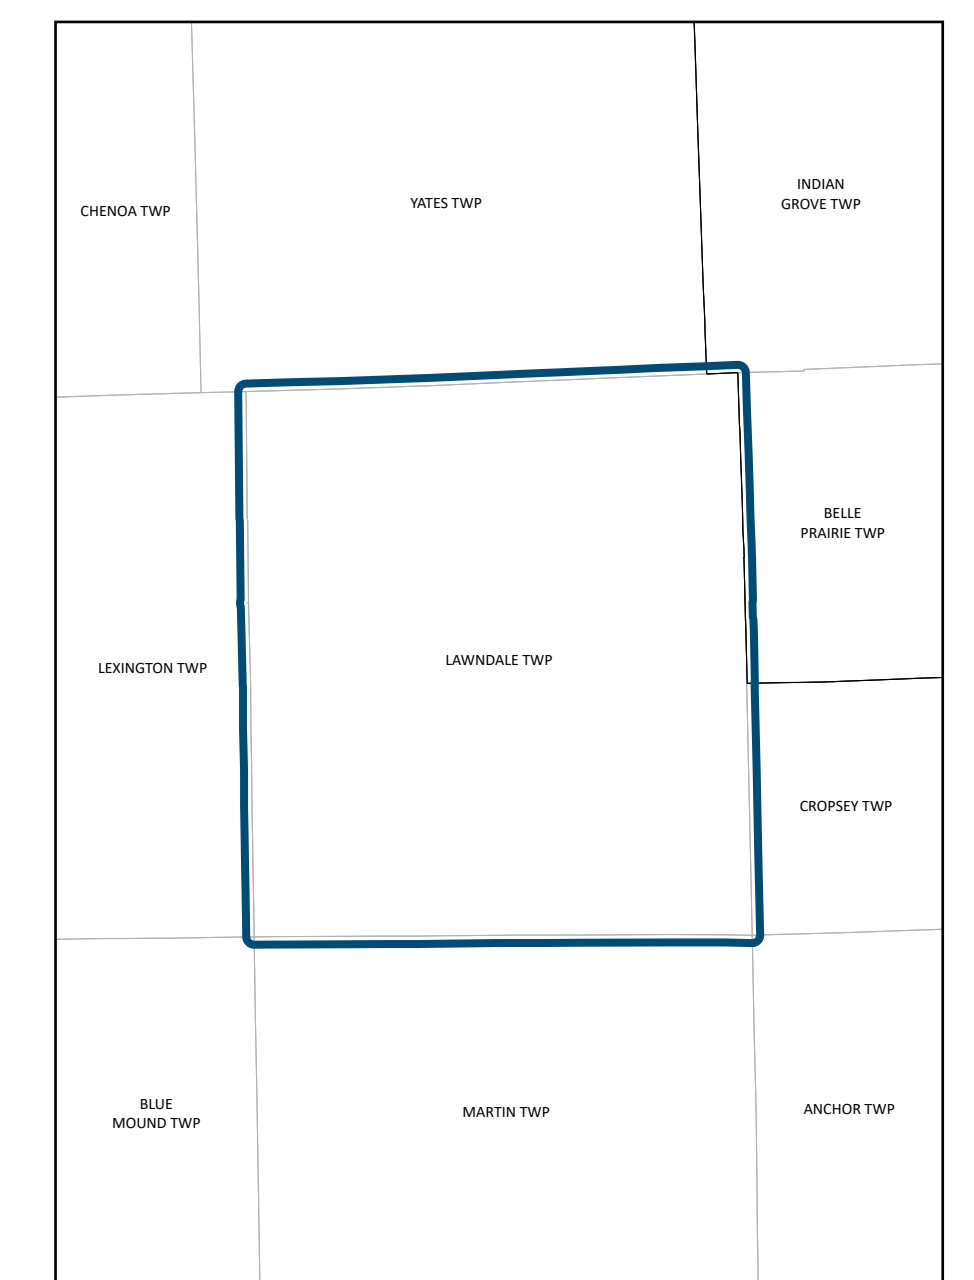 INDIAN
GROVE TWP
YATES TWP
CHENOA TWP
BELLE
PRAIRIE TWP
LAWNDALE TWP
LEXINGTON TWP
CROPSEY TWP
BLUE
MOUND TWP
MARTIN TWP
ANCHOR TWP